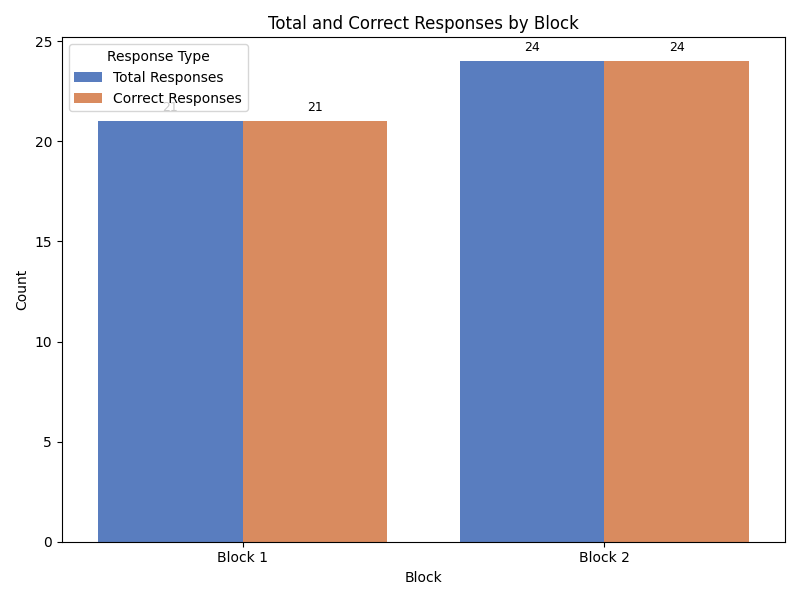 Total and Correct Responses by Block
Response Type
Total Responses
Correct Responses
21
21
24
24
25
20
15
10
5
0
Count
Block 1
Block 2
Block